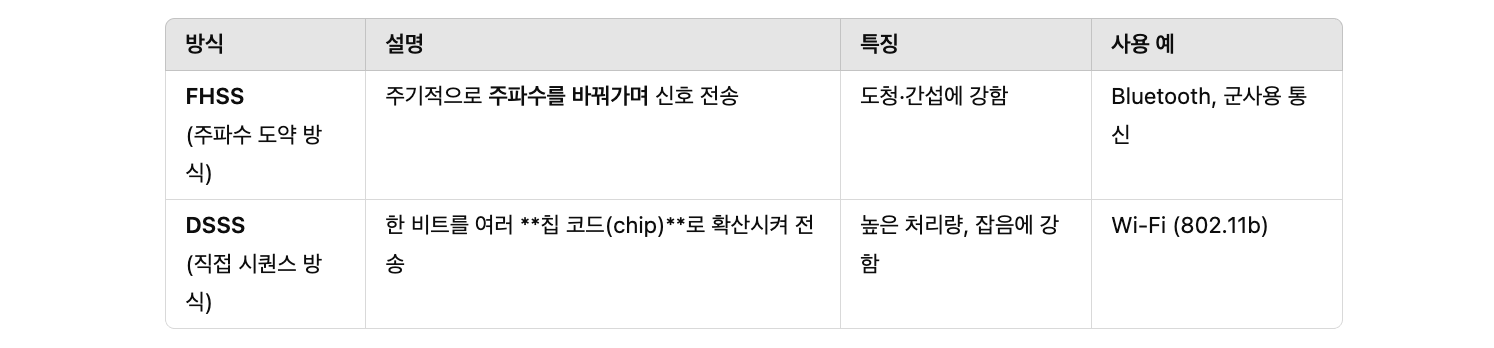 방식 설명 특징 사용 예
FHSS 주기적으로 주파수를 바꿔가며 신호 전송 도청·간섭에 강함 Bluetooth, 군사용 통
(주파수 도약 방 신
식)
DSSS 한 비트를 여러 **칩 코드(chip)**로 확산시켜 전 높은 처리량, 잡음에 강 Wi-Fi (802.11b)
(직접 시퀀스 방 송 함
식)